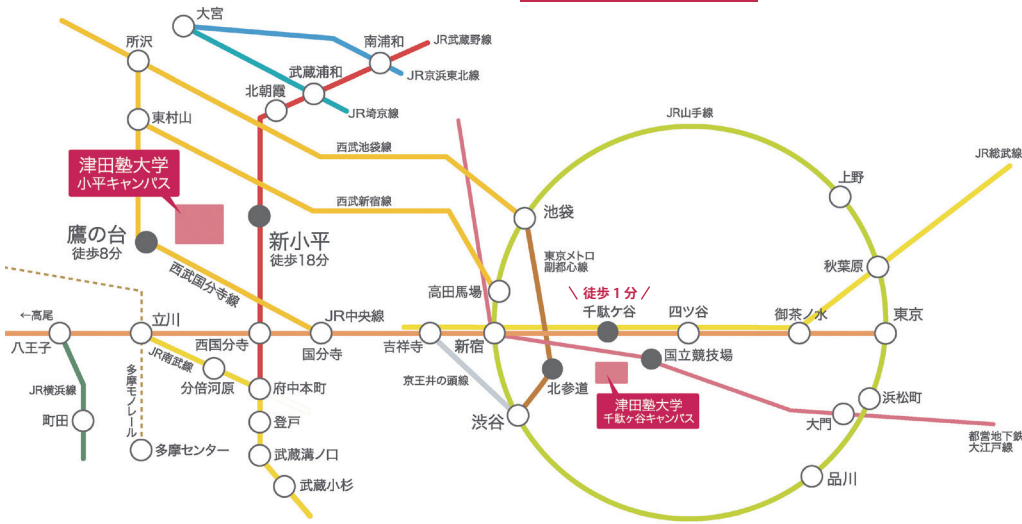 大宮
所沢
南浦和
JR武蔵野線
武蔵浦和
JR京浜東北線
北朝霞
JR埼京線
東村山
JR山手線
西武池袋線
JR総武線
津田塾大学
小平キャンパス
上野
西武新宿線
池袋
鷹の台
徒歩8分
新小平
徒歩18分
東京メトロ
副都心線
秋葉原
西武国分寺線
高田馬場
\ 徒歩1分 /
千駄ケ谷
四ツ谷
御茶ノ水
東京
←高尾
立川
JR中央線
八王子
西国分寺
国分寺
吉祥寺
新宿
国立競技場
JR南武線
北参道
JR横浜線
分倍河原
府中本町
京王井の頭線
浜松町
津田塾大学
千駄ヶ谷キャンパス
町田
多摩モノレール
登戸
渋谷
大門
都営地下鉄
大江戸線
多摩センター
武蔵溝ノ口
武蔵小杉
品川